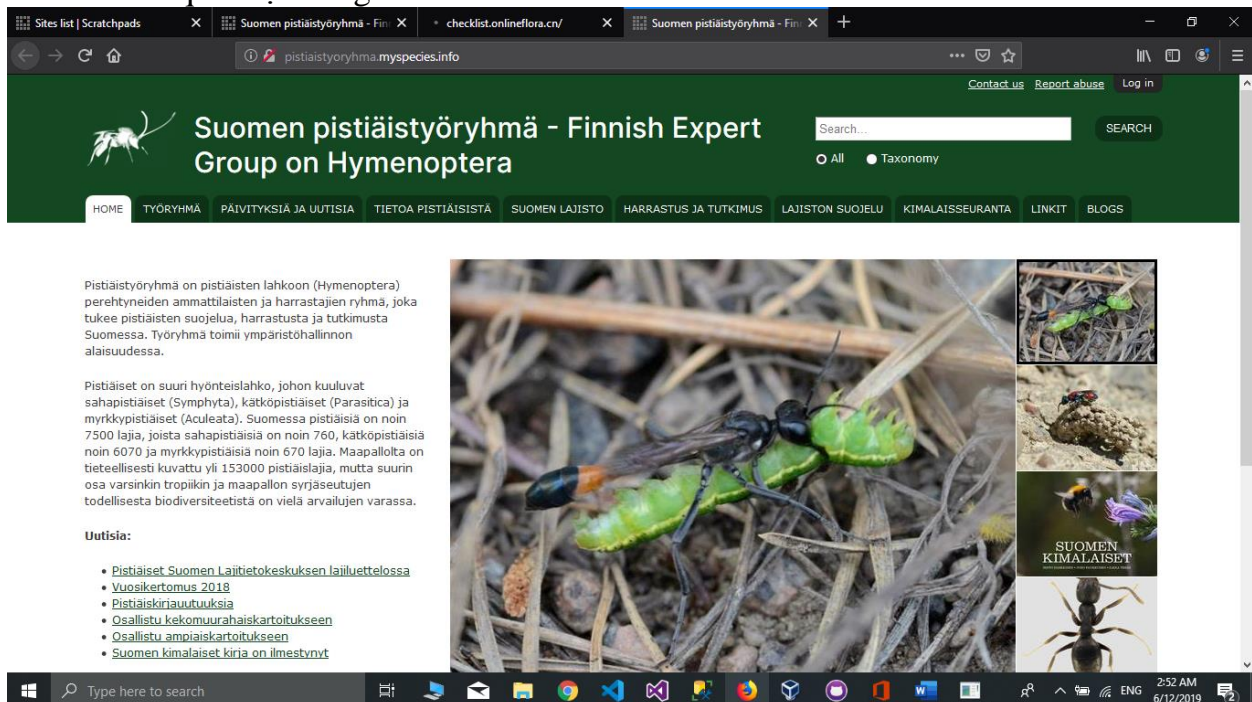 Sites list | Scratchpads
Suomen pistiäistyöryhmä - Fin
checklist.onlineflora.cn/
Suomen pistiäistyöryhmä - Fin
pistiaistyoryhma.myspecies.info
Contact us Report abuse Log in
Suomen pistiäistyöryhmä - Finnish Expert
Group on Hymenoptera
Search...
SEARCH
All Taxonomy
HOME TYÖRYHMÄ PÄIVITYKSIÄ JA UUTISIA TIETOA PISTIÄISISTÄ SUOMEN LAJISTO HARRASTUS JA TUTKIMUS LAJISTON SUOJELU KIMALAISSEURANTA LINKIT BLOGS
Pistiäistyöryhmä on pistiäisten lahkoon (Hymenoptera)
perehtyneiden ammattilaisten ja harrastajien ryhmä, joka
tukee pistiäisten suojelua, harrastusta ja tutkimusta
Suomessa. Työryhmä toimii ympäristöhallinnon
alaisuudessa.
Pistiäiset on suuri hyönteislahko, johon kuuluvat
sahapistiäiset (Symphyta), kätköpistiäiset (Parasitica) ja
myrkkypistiäiset (Aculeata). Suomessa pistiäisiä on noin
7500 lajia, joista sahapistiäisiä on noin 760, kätköpistiäisiä
noin 6070 ja myrkkypistiäisiä noin 670 lajia. Maapallolta on
tieteellisesti kuvattu yli 153000 pistiäislajia, mutta suurin
osa varsinkin tropiikin ja maapallon syrjäseutujen
todellisesta biodiversiteetistä on vielä arvailujen varassa.
Uutisia:
Pistiäiset Suomen Lajitietokeskuksen lajiluettelossa
Vuosikertomus 2018
Pistiäiskirjauutuuksia
Osallistu kekomuurahaiskartoitukseen
Osallistu ampiaiskartoitukseen
Suomen kimalaiset kirja on ilmestynyt
SUOMEN
KIMALAISET
Type here to search
ENG
2:52 AM
6/12/2019